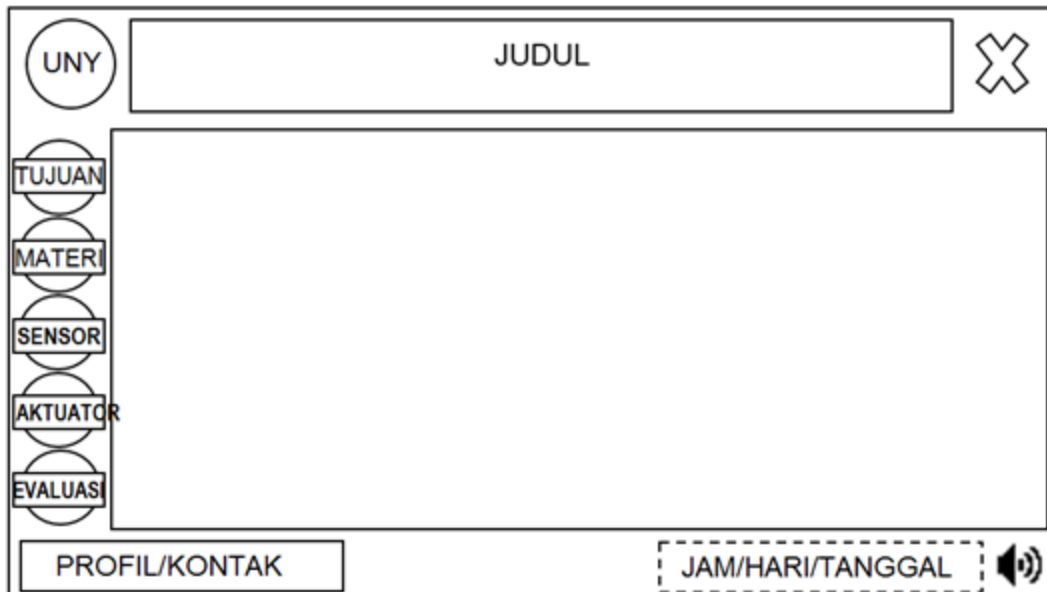 UNY
JUDUL
TUJUAN
MATERI
SENSOR
AKTUATOR
EVALUASI
PROFIL/KONTAK
JAM/HARI/TANGGAL